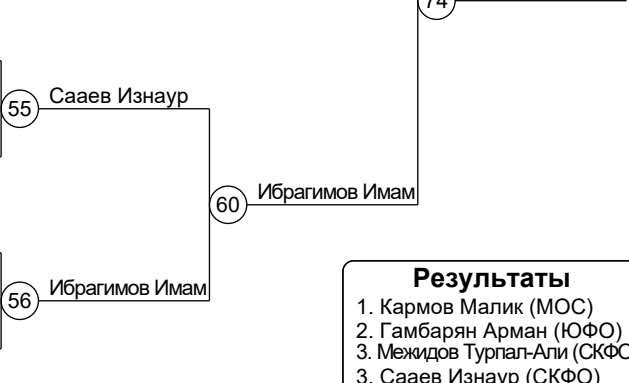 74
55 Сааев Изнаур
60 Ибрагимов Имам
56 Ибрагимов Имам
Результаты
1. Кармов Малик (МОС)
2. Гамбарян Арман (ЮФО)
3. Межидов Турпал-Али (СКФО
3. Сааев Изнаур (СКФО)